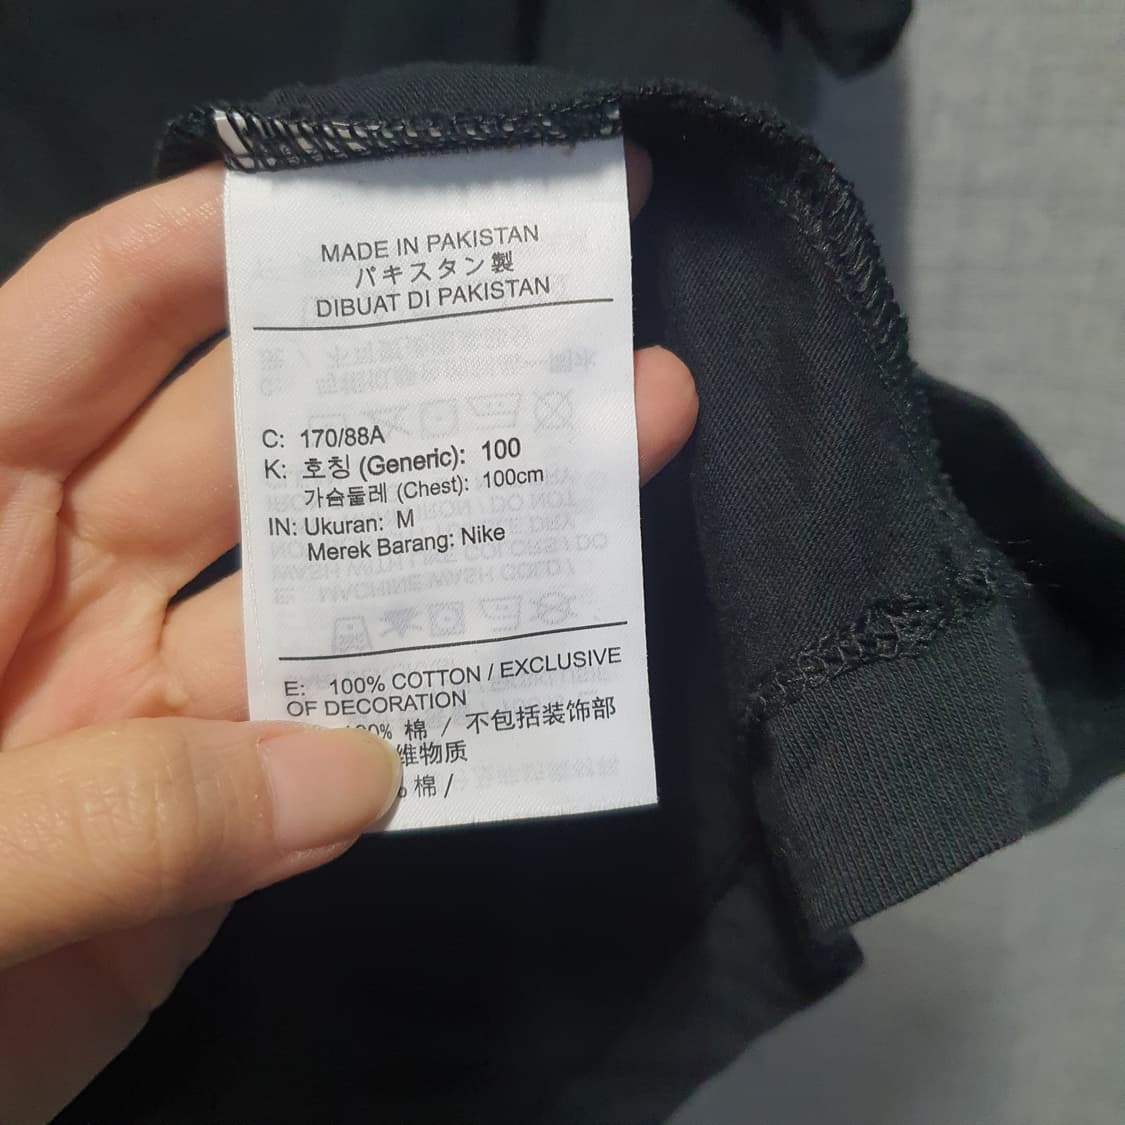 MADE IN PAKISTAN
パキスタン製
DIBUAT DI PAKISTAN
C: 170/88A
K: 호칭 (Generic): 100
가슴둘레 (Chest): 100cm
IN: Ukuran: M
Merek Barang: Nike
E: 100% COTTON / EXCLUSIVE
OF DECORATION
% 棉 / 不包括装饰部
维物质
棉 /